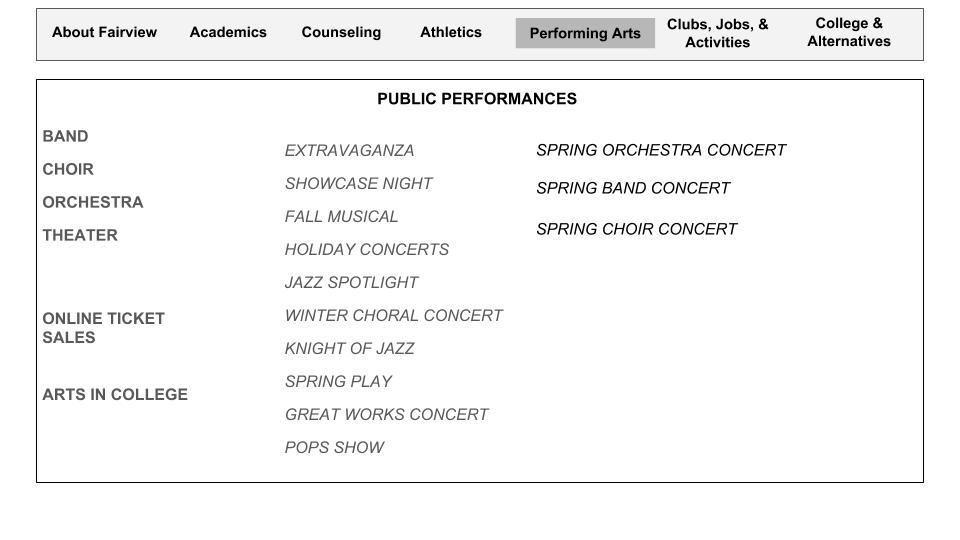 About Fairview
Academics
Counseling
Athletics
Performing Arts
Clubs, Jobs, &
Activities
College &
Alternatives
PUBLIC PERFORMANCES
BAND
CHOIR
ORCHESTRA
THEATER
ONLINE TICKET
SALES
ARTS IN COLLEGE
EXTRAVAGANZA
SHOWCASE NIGHT
FALL MUSICAL
HOLIDAY CONCERTS
JAZZ SPOTLIGHT
WINTER CHORAL CONCERT
KNIGHT OF JAZZ
SPRING PLAY
GREAT WORKS CONCERT
POPS SHOW
SPRING ORCHESTRA CONCERT
SPRING BAND CONCERT
SPRING CHOIR CONCERT